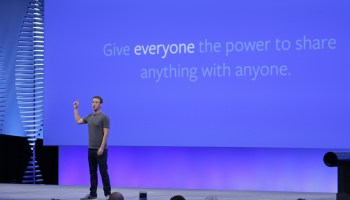 Give everyone the power to share
anything with anyone.